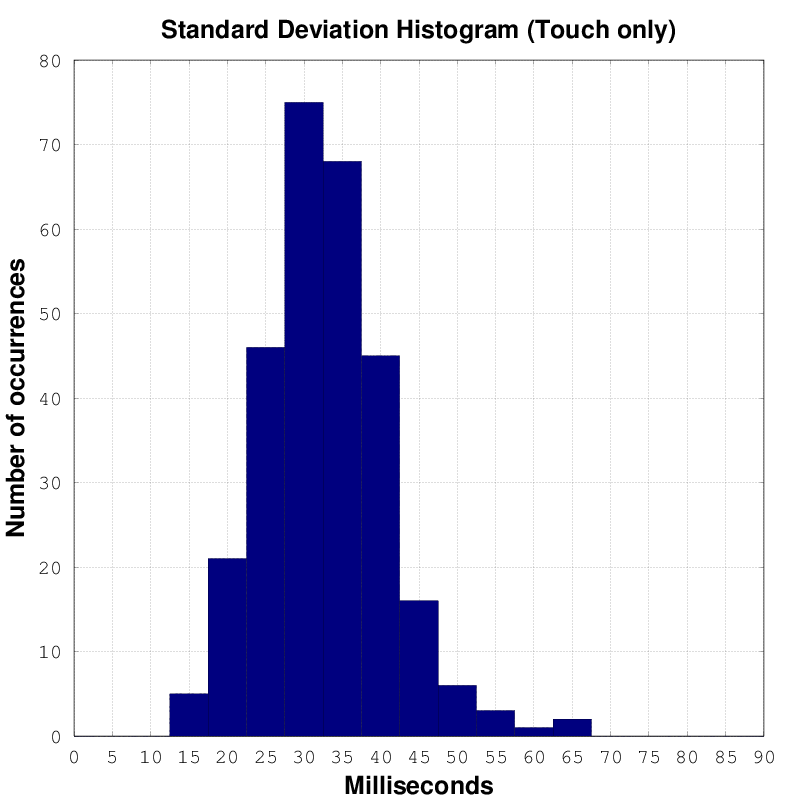 Standard Deviation Histogram (Touch only)
80
70
60
50
40
30
20
10
0
Number of occurrences
0 5 10 15 20 25 30 35 40 45 50 55 60 65 70 75 80 85 90
Milliseconds